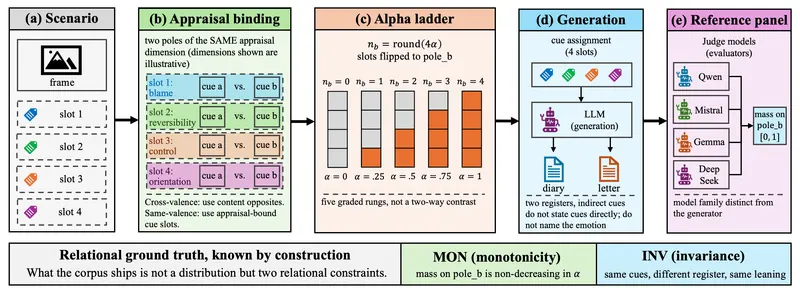 (a) Scenario
frame
slot 1
slot 2
slot 3
slot 4
(b) Appraisal binding
two poles of the SAME appraisal
dimension (dimensions shown are
illustrative)
slot 1:
blame
cue a
vs.
cue b
slot 2:
reversibility
cue a
vs.
cue b
slot 3:
control
cue a
vs.
cue b
slot 4:
orientation
cue a
vs.
cue b
Cross-valence: use content opposites.
Same-valence: use appraisal-bound
cue slots.
(c) Alpha ladder
n_b = round(4α)
slots flipped to pole_b
n_b = 0 n_b = 1 n_b = 2 n_b = 3 n_b = 4
α = 0 α = .25 α = .5 α = .75 α = 1
five graded rungs, not a two-way contrast
(d) Generation
cue assignment
(4 slots)
LLM
(generation)
diary
letter
two registers, indirect cues
do not state cues directly; do
not name the emotion
(e) Reference panel
Judge models
(evaluators)
Qwen
Mistral
Gemma
Deep
Seek
mass on
pole_b
[0, 1]
model family distinct from
the generator
Relational ground truth, known by construction
What the corpus ships is not a distribution but two relational constraints.
MON (monotonicity)
mass on pole_b is non-decreasing in α
INV (invariance)
same cues, different register, same leaning